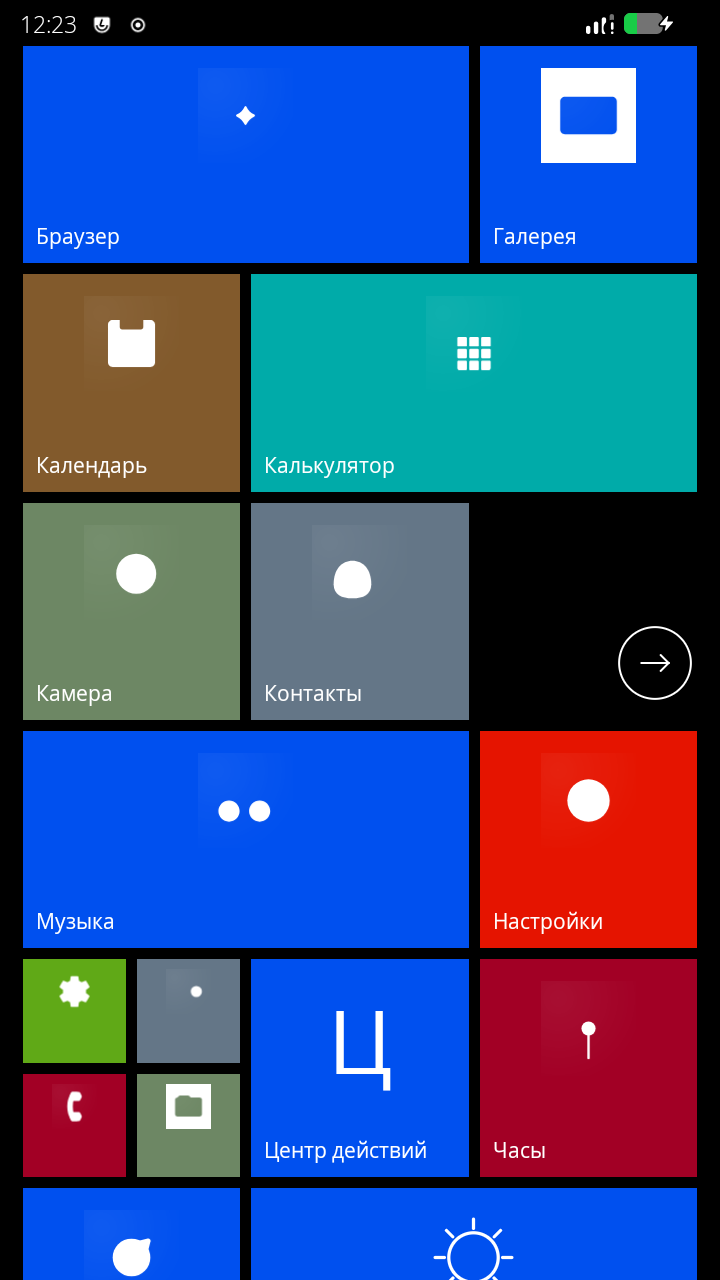 12:23
Браузер
Галерея
Календарь
Калькулятор
Камера
Контакты
Музыка
Настройки
Ц
Центр действий
Часы